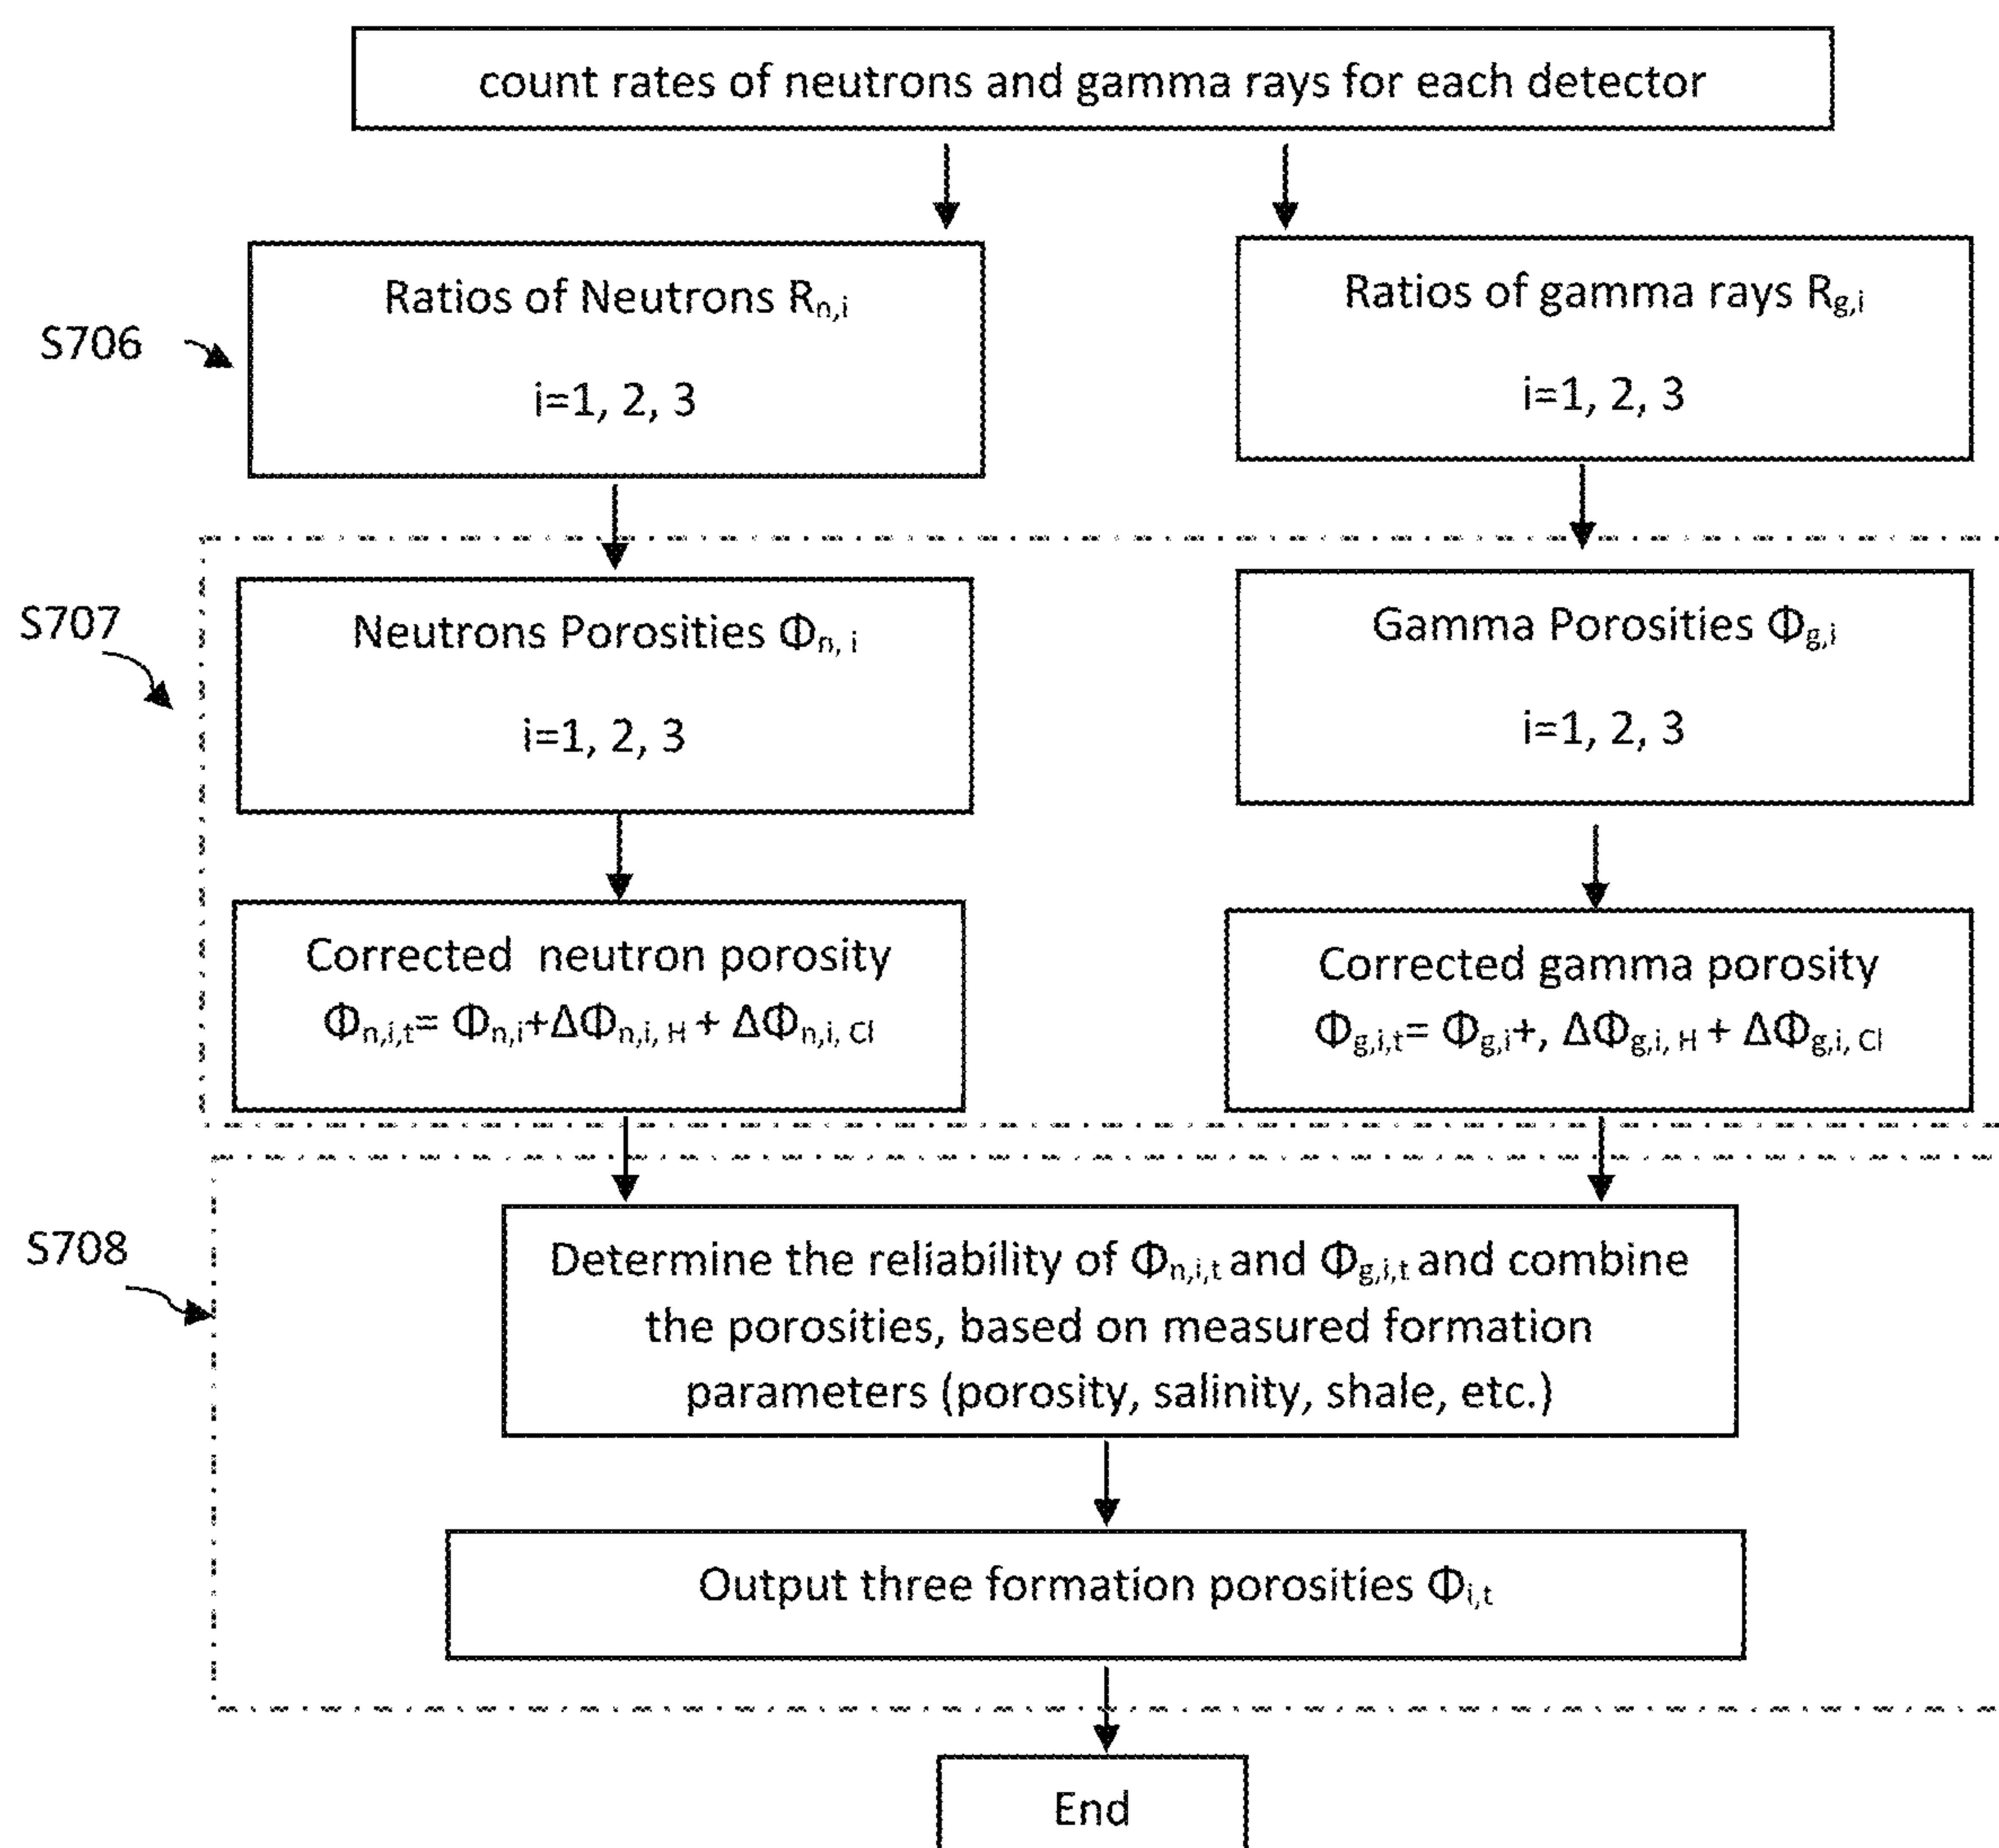 count rates of neutrons and gamma rays for each detector
Ratios of Neutrons Rn,i
i=1, 2, 3
Ratios of gamma rays Rg,i
i=1, 2, 3
S706
Neutrons Porosities Φn, i
i=1, 2, 3
Gamma Porosities Φg,i
i=1, 2, 3
S707
Corrected neutron porosity
Φn,i,t= Φn,i+ΔΦn,i, H + ΔΦn,i, Cl
Corrected gamma porosity
Φg,i,t= Φg,i+, ΔΦg,i, H + ΔΦg,i, Cl
S708
Determine the reliability of Φn,i,t and Φg,i,t and combine
the porosities, based on measured formation
parameters (porosity, salinity, shale, etc.)
Output three formation porosities Φi,t
End